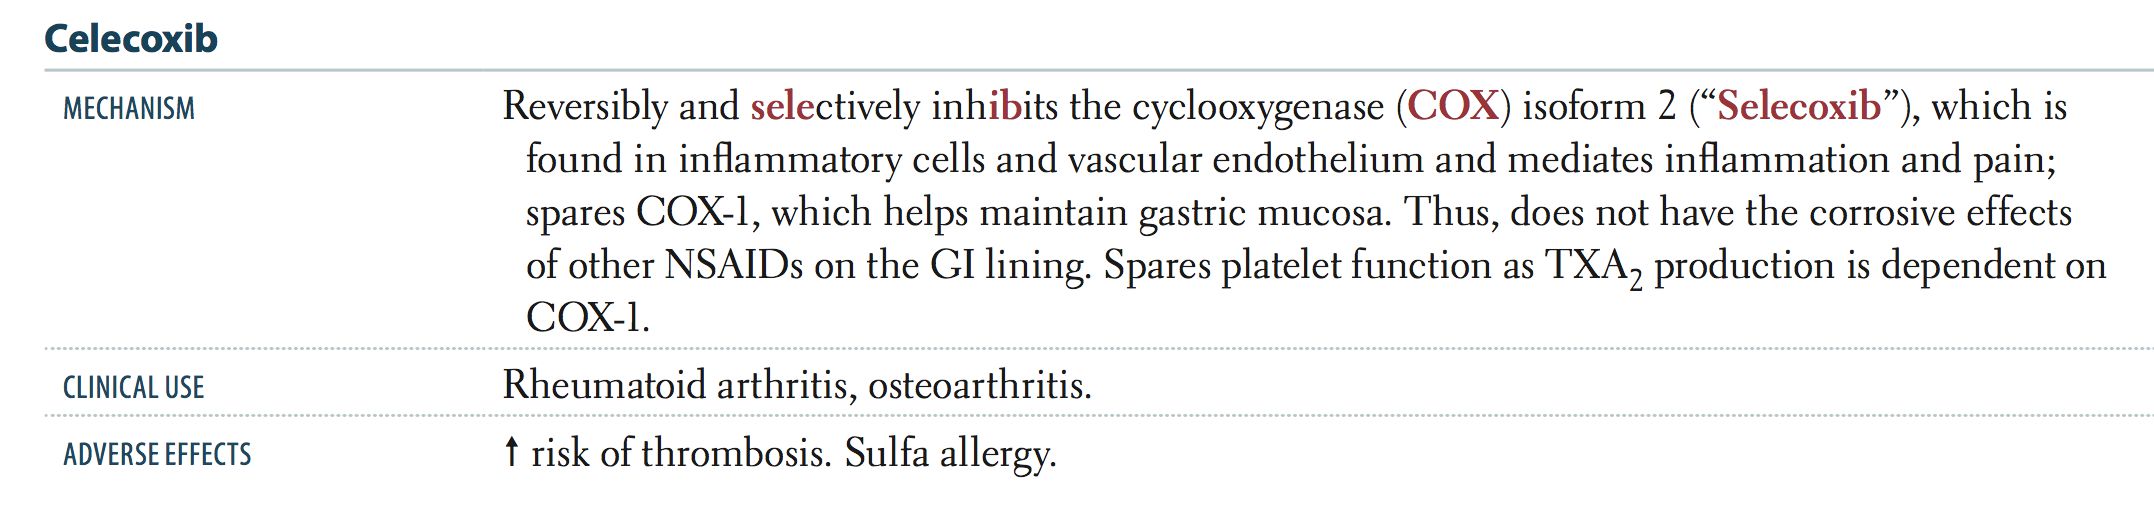 Celecoxib
MECHANISM
Reversibly and selectively inhibits the cyclooxygenase (COX) isoform 2 (“Selecoxib”), which is
found in inflammatory cells and vascular endothelium and mediates inflammation and pain;
spares COX-1, which helps maintain gastric mucosa. Thus, does not have the corrosive effects
of other NSAIDs on the GI lining. Spares platelet function as TXA₂ production is dependent on
COX-1.
CLINICAL USE
Rheumatoid arthritis, osteoarthritis.
ADVERSE EFFECTS
↑ risk of thrombosis. Sulfa allergy.